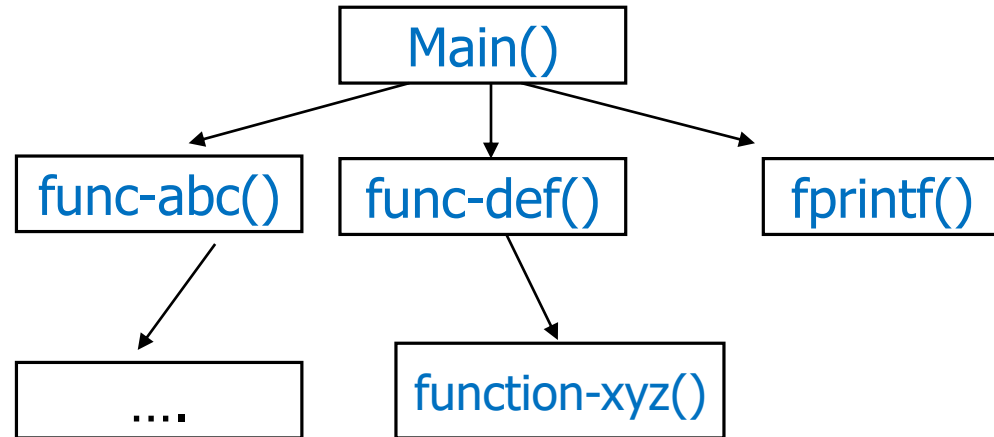 Main()
func-abc()
func-def()
fprintf()
....
function-xyz()